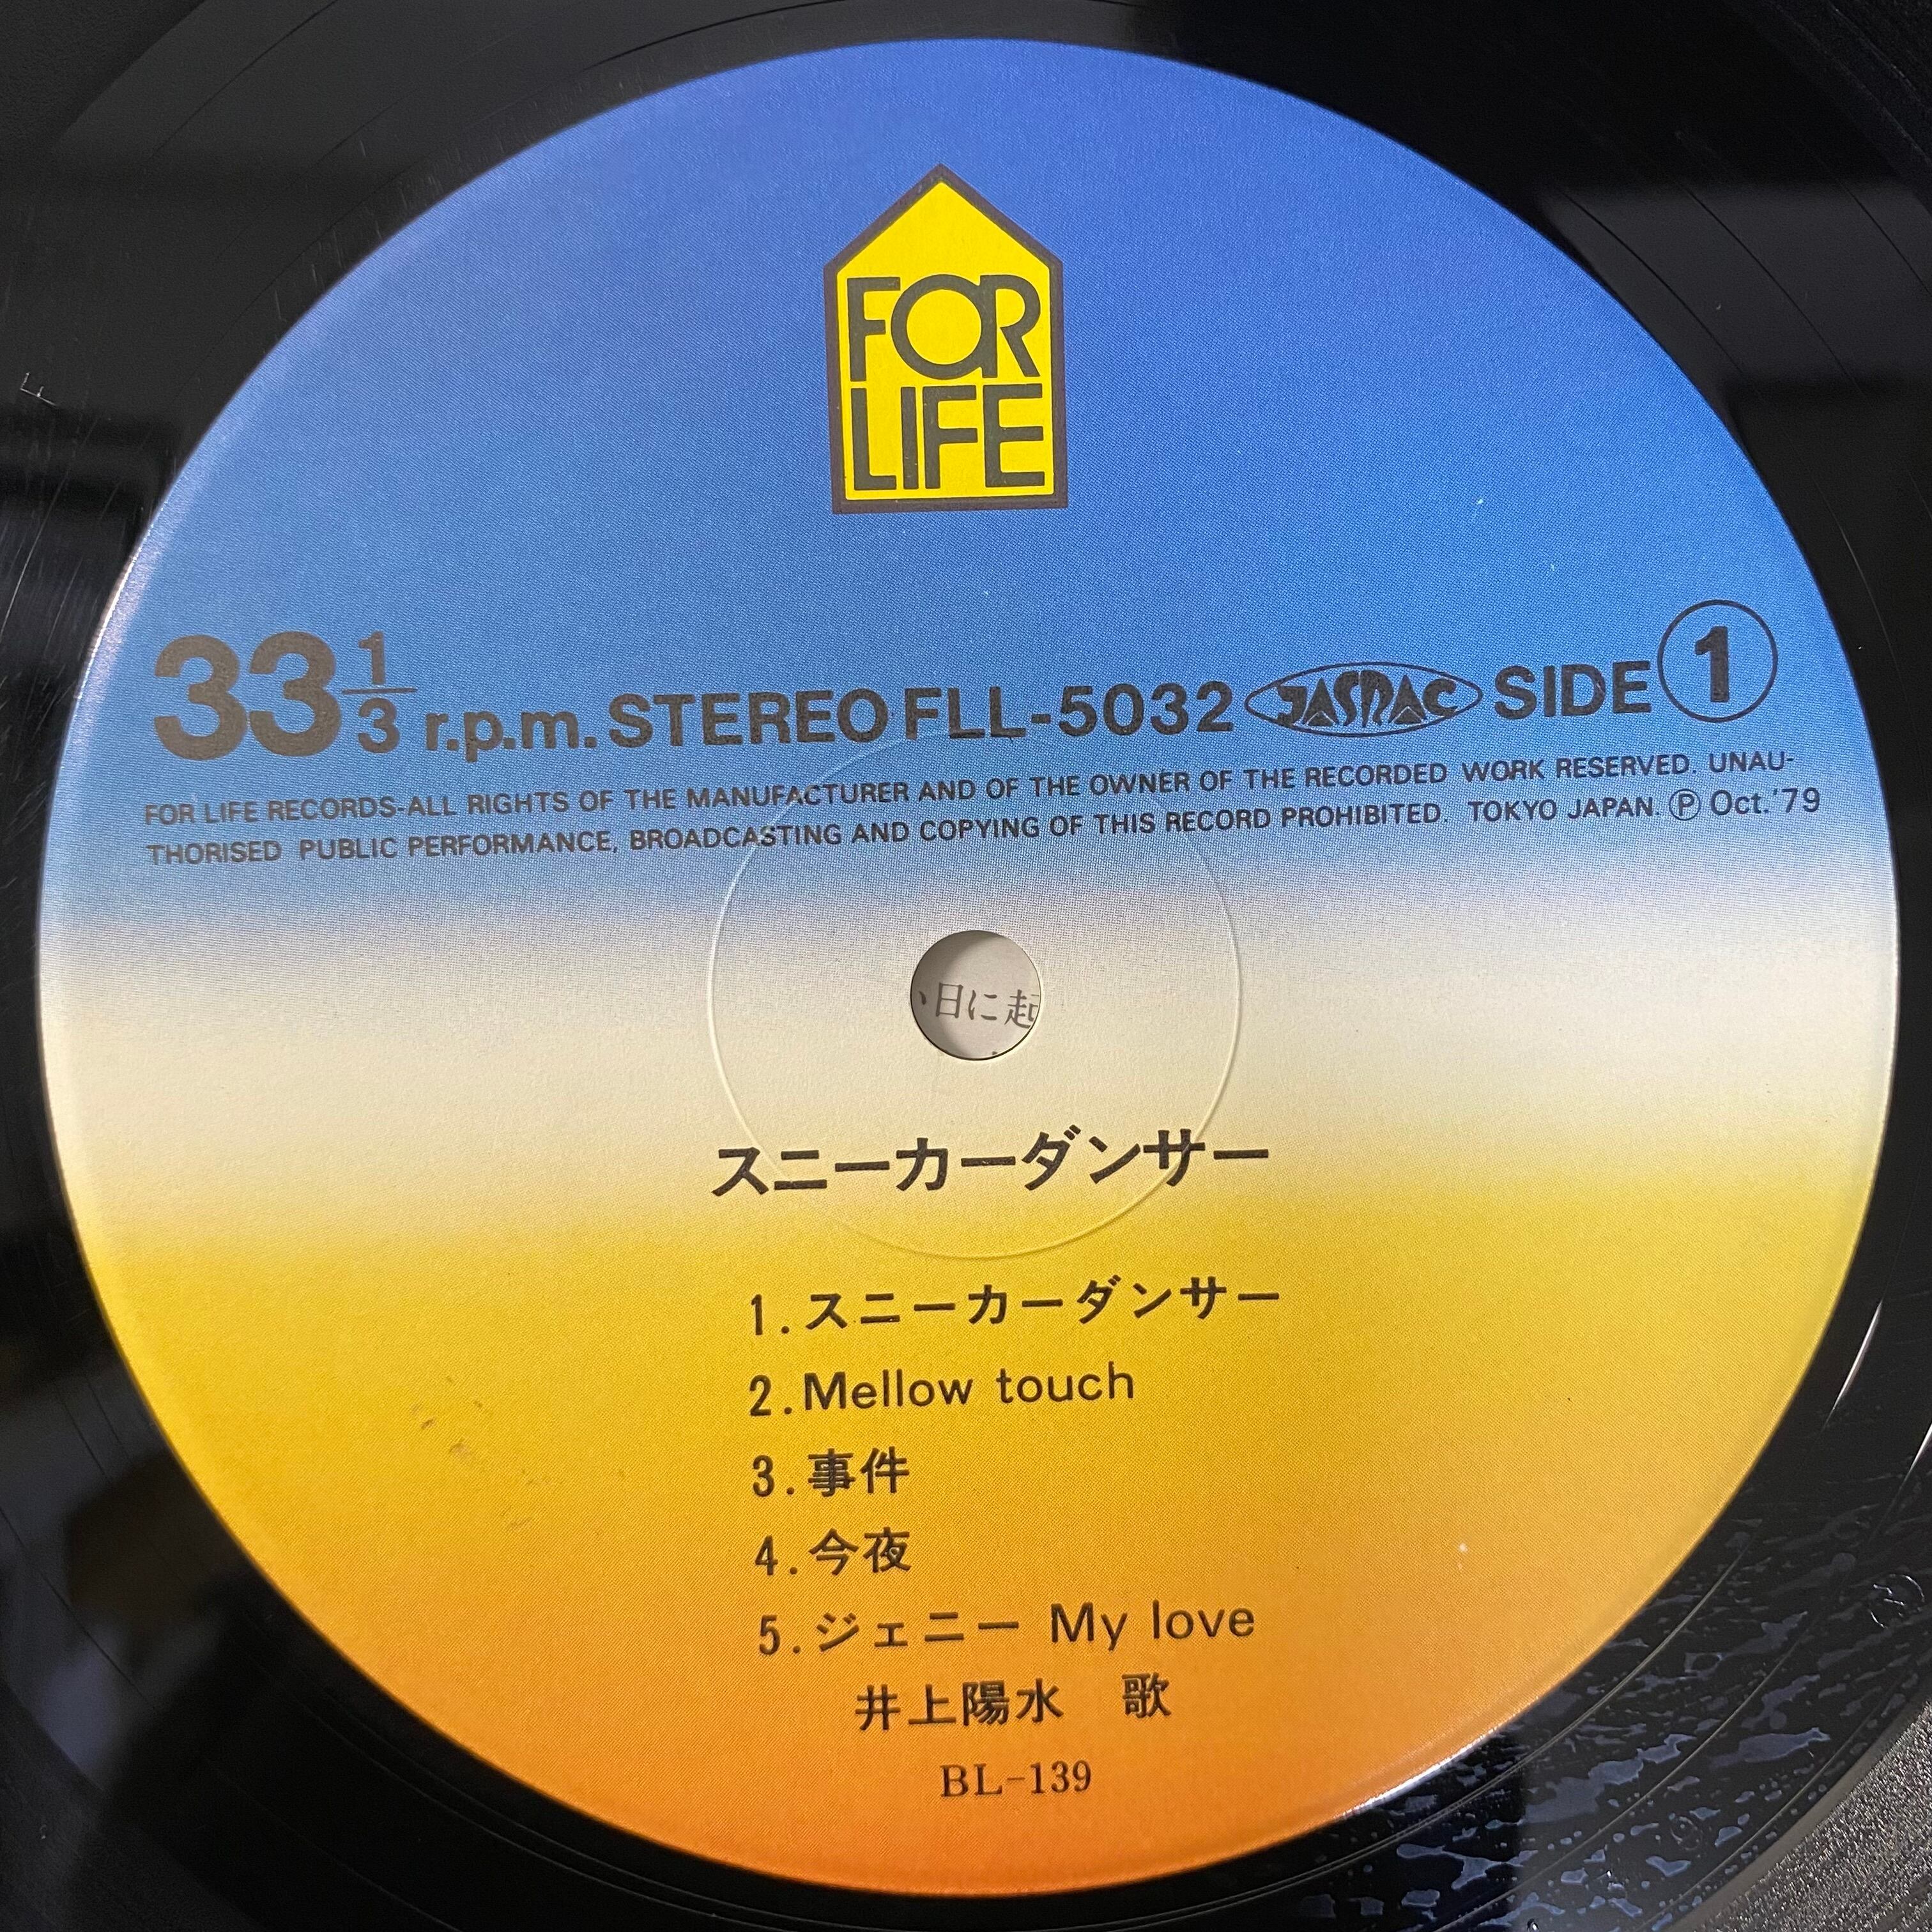 FOR
LIFE
33 1/3 r.p.m. STEREO FLL-5032 JASRAC SIDE 1
FOR LIFE RECORDS-ALL RIGHTS OF THE MANUFACTURER AND OF THE OWNER OF THE RECORDED WORK RESERVED. UNAU-
THORISED PUBLIC PERFORMANCE, BROADCASTING AND COPYING OF THIS RECORD PROHIBITED. TOKYO JAPAN. Ⓟ Oct.'79
日に起
スニーカーダンサー
1.スニーカーダンサー
2.Mellow touch
3.事件
4.今夜
5.ジェニー My love
井上陽水 歌
BL-139